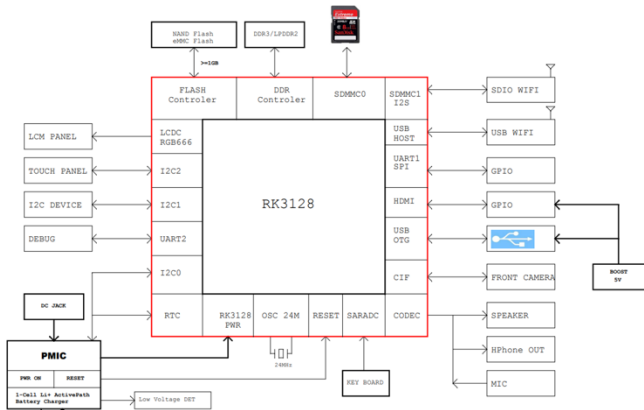 NAND Flash
eMMC Flash
DDR3/LPDDR2
>=1GB
FLASH
Controler
DDR
Controler
SDMMC0
SDMMC1
I2S
SDIO WIFI
LCM PANEL
LCDC
RGB666
USB
HOST
USB WIFI
TOUCH PANEL
I2C2
UART1
SPI
GPIO
I2C DEVICE
I2C1
RK3128
HDMI
GPIO
DEBUG
UART2
USB
OTG
I2C0
CIF
FRONT CAMERA
BOOST
5V
DC JACK
RTC
RK3128
PWR
OSC 24M
RESET
SARADC
CODEC
SPEAKER
PMIC
24MHz
HPhone OUT
PWR ON
RESET
KEY BOARD
MIC
1-Cell Li+ ActivePath
Battery Charger
Low Voltage DET